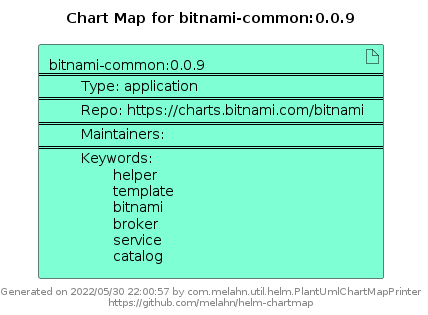 Chart Map for bitnami-common:0.0.9
bitnami-common:0.0.9
Type: application
Repo: https://charts.bitnami.com/bitnami
Maintainers:
Keywords:
helper
template
bitnami
broker
service
catalog
Generated on 2022/05/30 22:00:57 by com.melahn.util.helm.PlantUmlChartMapPrinter
https://github.com/melahn/helm-chartmap